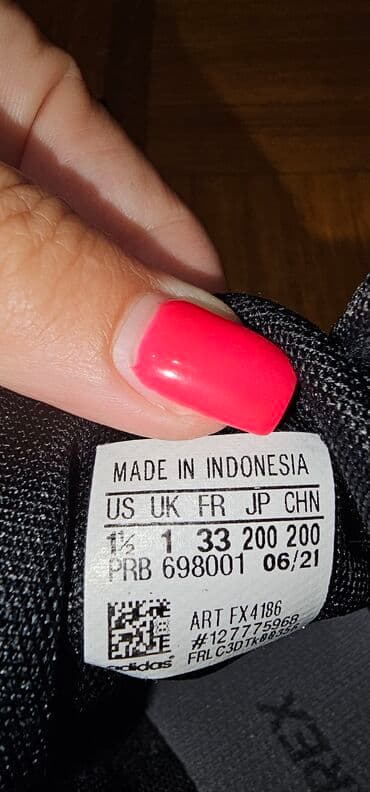 MADE IN INDONESIA
US UK FR JP CHN
1½ 1 33 200 200
PRB 698001 06/21
ART FX4186
#127775968
adidas
REX